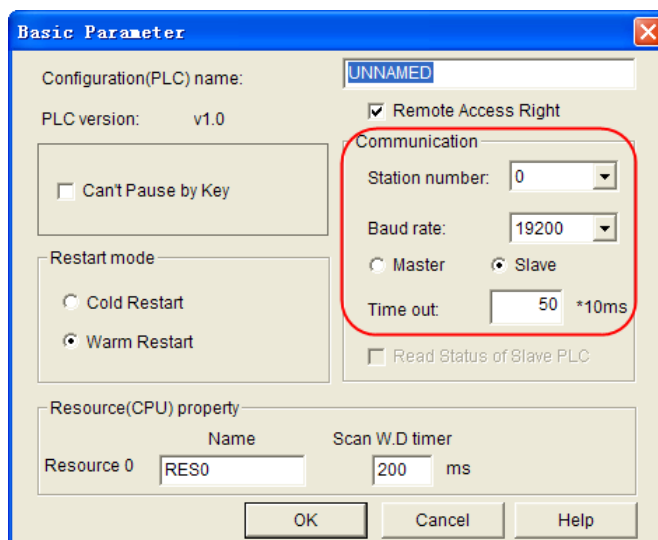 Basic Parameter
Configuration(PLC) name:
UNNAMED
PLC version: v1.0
Remote Access Right
Can't Pause by Key
Communication
Station number: 0
Baud rate: 19200
Master Slave
Time out: 50 *10ms
Restart mode
Cold Restart
Warm Restart
Read Status of Slave PLC
Resource(CPU) property
Name Scan W.D timer
Resource 0 RES0 200 ms
OK Cancel Help